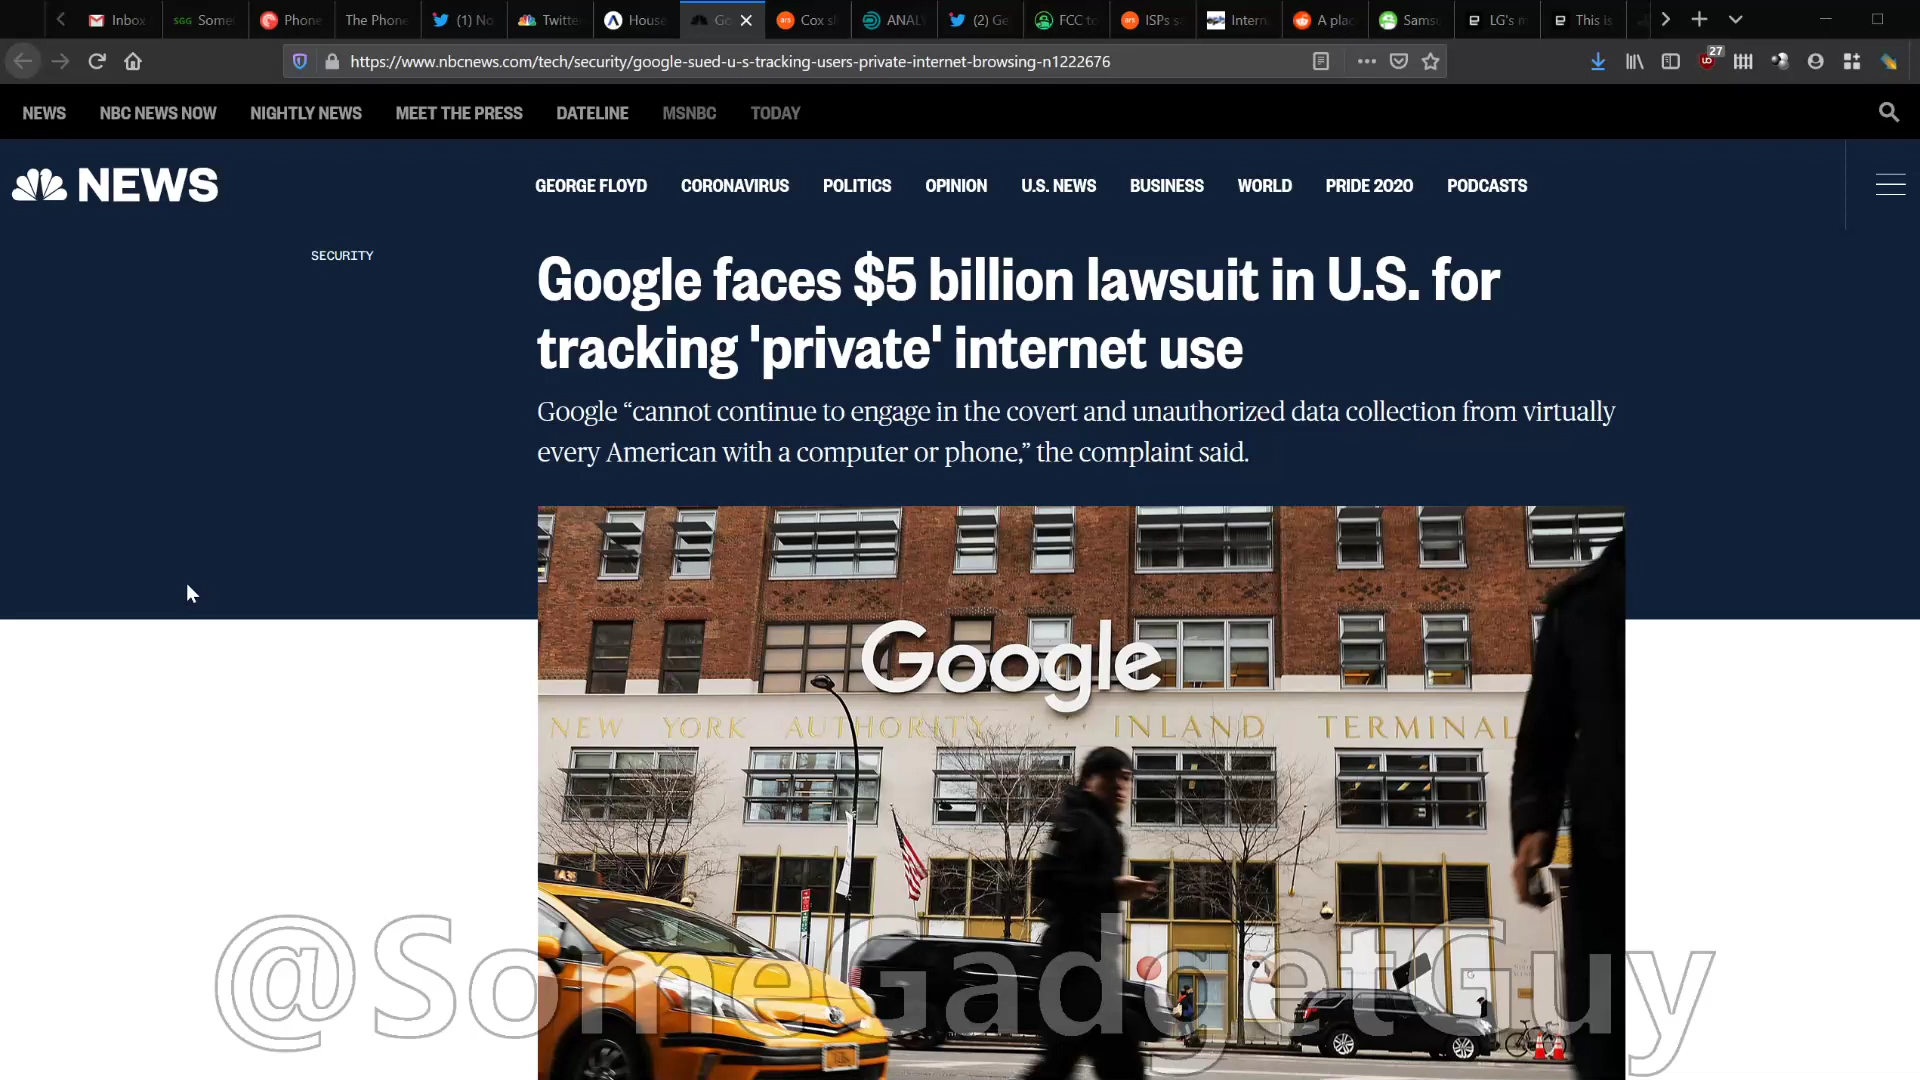 Inbox
SGG Some
Phone
The Phone
(1) No
Twitte
House
Go
Cox s
ANAL
(2) Ge
FCC to
ISPs s
Intern
A plac
Sams
LG's m
This is
https://www.nbcnews.com/tech/security/google-sued-u-s-tracking-users-private-internet-browsing-n1222676
27
NEWS NBC NEWS NOW NIGHTLY NEWS MEET THE PRESS DATELINE MSNBC TODAY
NEWS
GEORGE FLOYD CORONAVIRUS POLITICS OPINION U.S. NEWS BUSINESS WORLD PRIDE 2020 PODCASTS
SECURITY
Google faces $5 billion lawsuit in U.S. for
tracking 'private' internet use
Google “cannot continue to engage in the covert and unauthorized data collection from virtually
every American with a computer or phone,” the complaint said.
Google
NEW YORK AUTHORITY INLAND TERMINAL
@SomeGadgetGuy